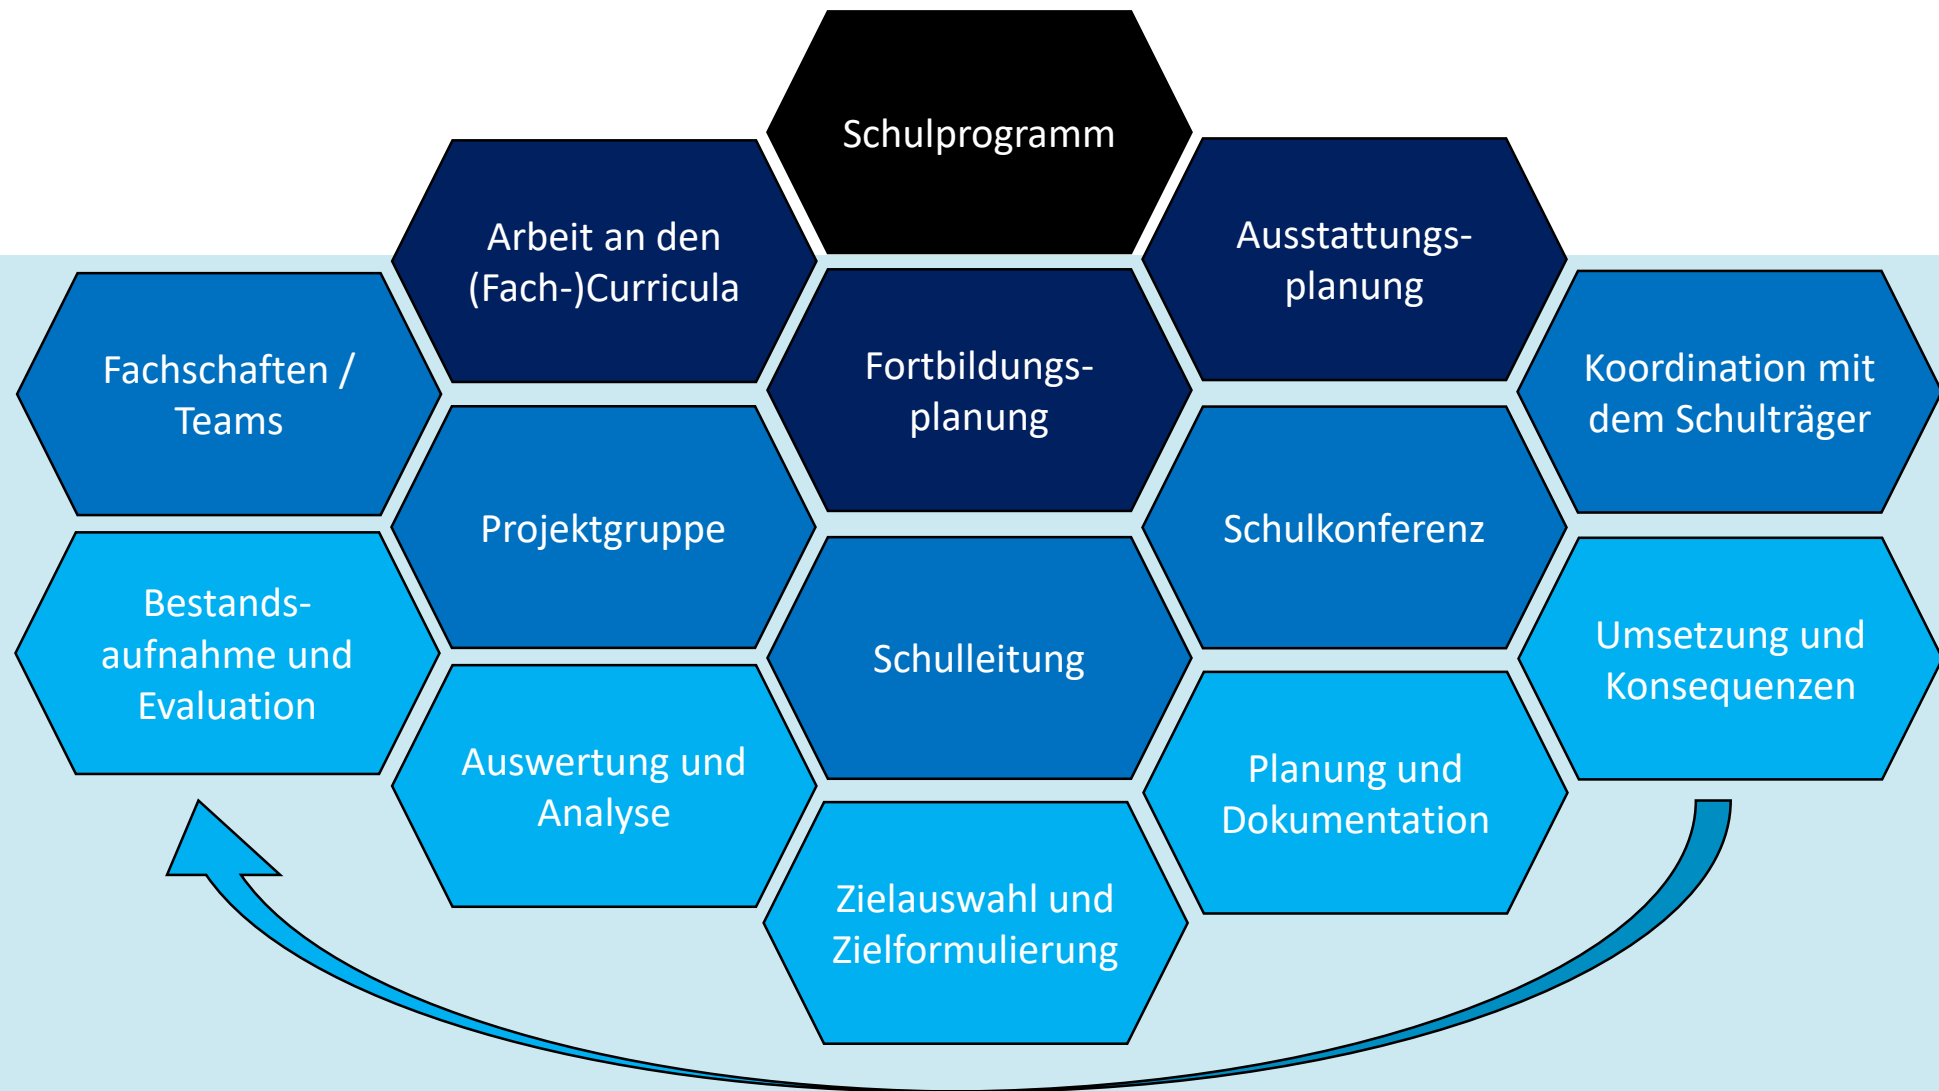 Schulprogramm
Arbeit an den
(Fach-)Curricula
Ausstattungs-
planung
Fachschaften /
Teams
Fortbildungs-
planung
Koordination mit
dem Schulträger
Projektgruppe
Schulkonferenz
Bestands-
aufnahme und
Evaluation
Schulleitung
Umsetzung und
Konsequenzen
Auswertung und
Analyse
Planung und
Dokumentation
Zielauswahl und
Zielformulierung